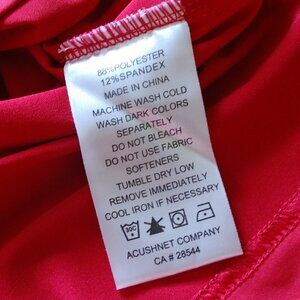 88%POLYESTER
12%SPANDEX
MADE IN CHINA
MACHINE WASH COLD
WASH DARK COLORS
SEPARATELY
DO NOT BLEACH
DO NOT USE FABRIC
SOFTENERS
TUMBLE DRY LOW
REMOVE IMMEDIATELY
COOL IRON IF NECESSARY
30C
ACUSHNET COMPANY
CA # 28544